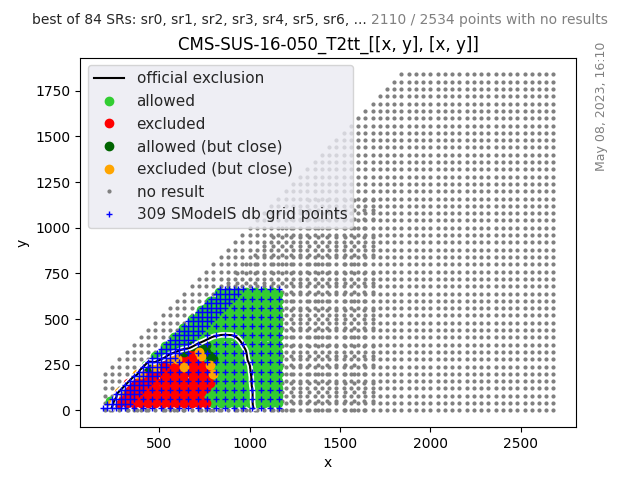 best of 84 SRs: sr0, sr1, sr2, sr3, sr4, sr5, sr6, ... 2110 / 2534 points with no results
CMS-SUS-16-050_T2tt_[[x, y], [x, y]]
May 08, 2023, 16:10
official exclusion
allowed
excluded
allowed (but close)
excluded (but close)
no result
309 SModelS db grid points
y
1750
1500
1250
1000
750
500
250
0
500
1000
1500
2000
2500
x